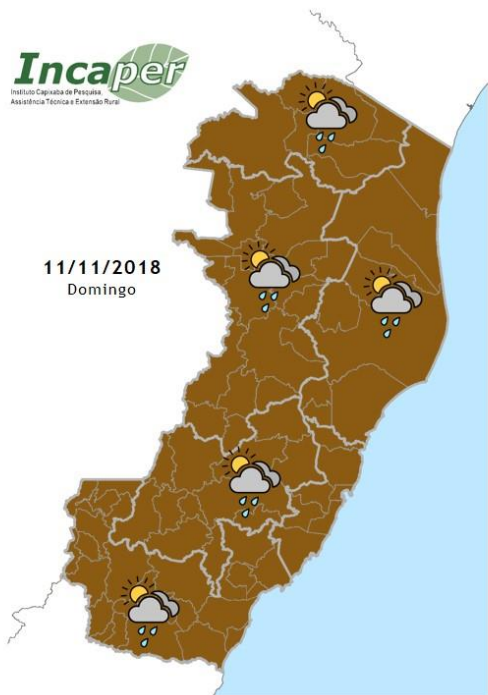 Incaper
Instituto Capixaba de Pesquisa,
Assistência Técnica e Extensão Rural
11/11/2018
Domingo